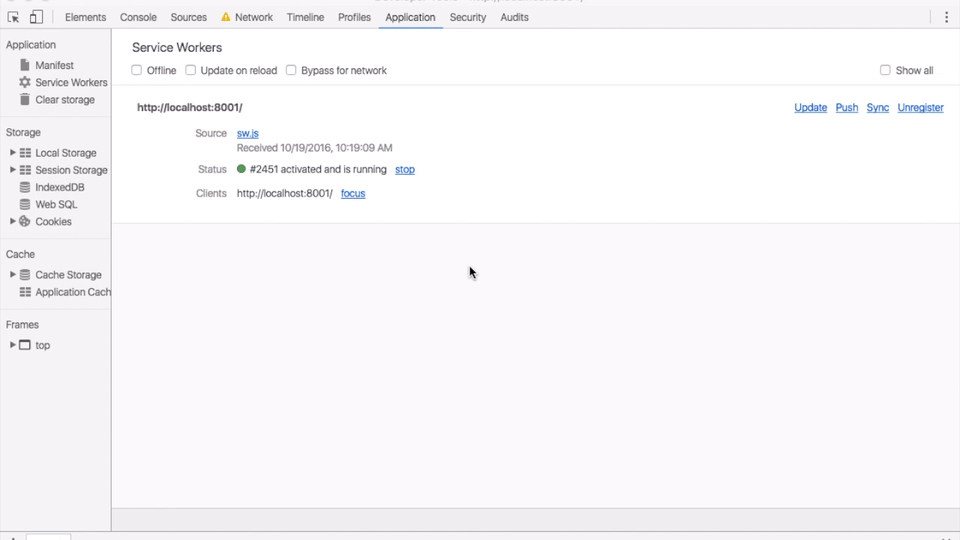 Elements Console Sources Network Timeline Profiles Application Security Audits
Application
Manifest
Service Workers
Clear storage
Storage
Local Storage
Session Storage
IndexedDB
Web SQL
Cookies
Cache
Cache Storage
Application Cach
Frames
top
Service Workers
Offline Update on reload Bypass for network Show all
http://localhost:8001/ Update Push Sync Unregister
Source sw.js
Received 10/19/2016, 10:19:09 AM
Status #2451 activated and is running stop
Clients http://localhost:8001/ focus